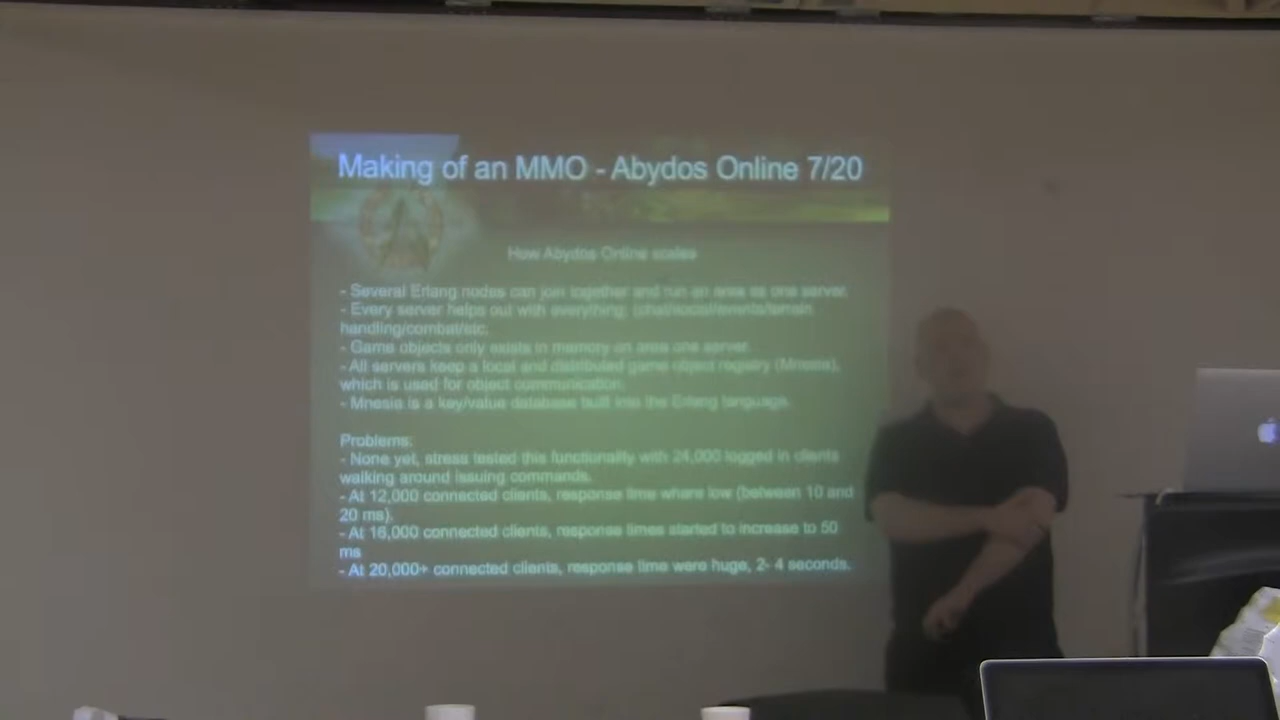 Making of an MMO - Abydos Online 7/20
How Abydos Online scales
- Several Erlang nodes can join together and run an area as one server.
- Every server helps out with everything: (chat/social/events/terrain
handling/combat/etc.
- Game objects only exists in memory on area one server.
- All servers keep a local and distributed game object registry (Mnesia),
which is used for object communication.
- Mnesia is a key/value database built into the Erlang language.
Problems:
- None yet, stress tested this functionality with 24,000 logged in clients
walking around issuing commands.
- At 12,000 connected clients, response time where low (between 10 and
20 ms).
- At 16,000 connected clients, response times started to increase to 50
ms
- At 20,000+ connected clients, response time were huge, 2- 4 seconds.